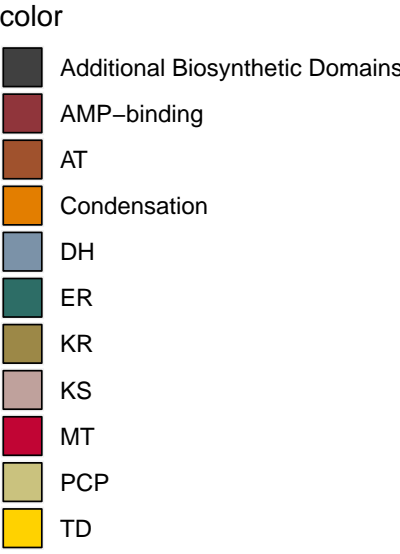 color
Additional Biosynthetic Domains
AMP−binding
AT
Condensation
DH
ER
KR
KS
MT
PCP
TD